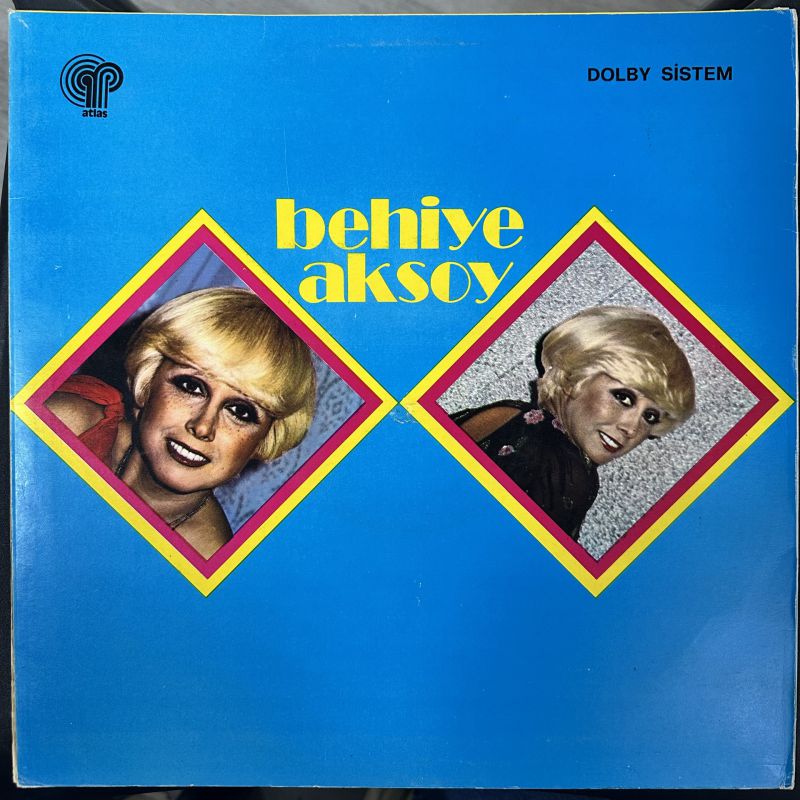 atlas
DOLBY SİSTEM
behiye
aksoy